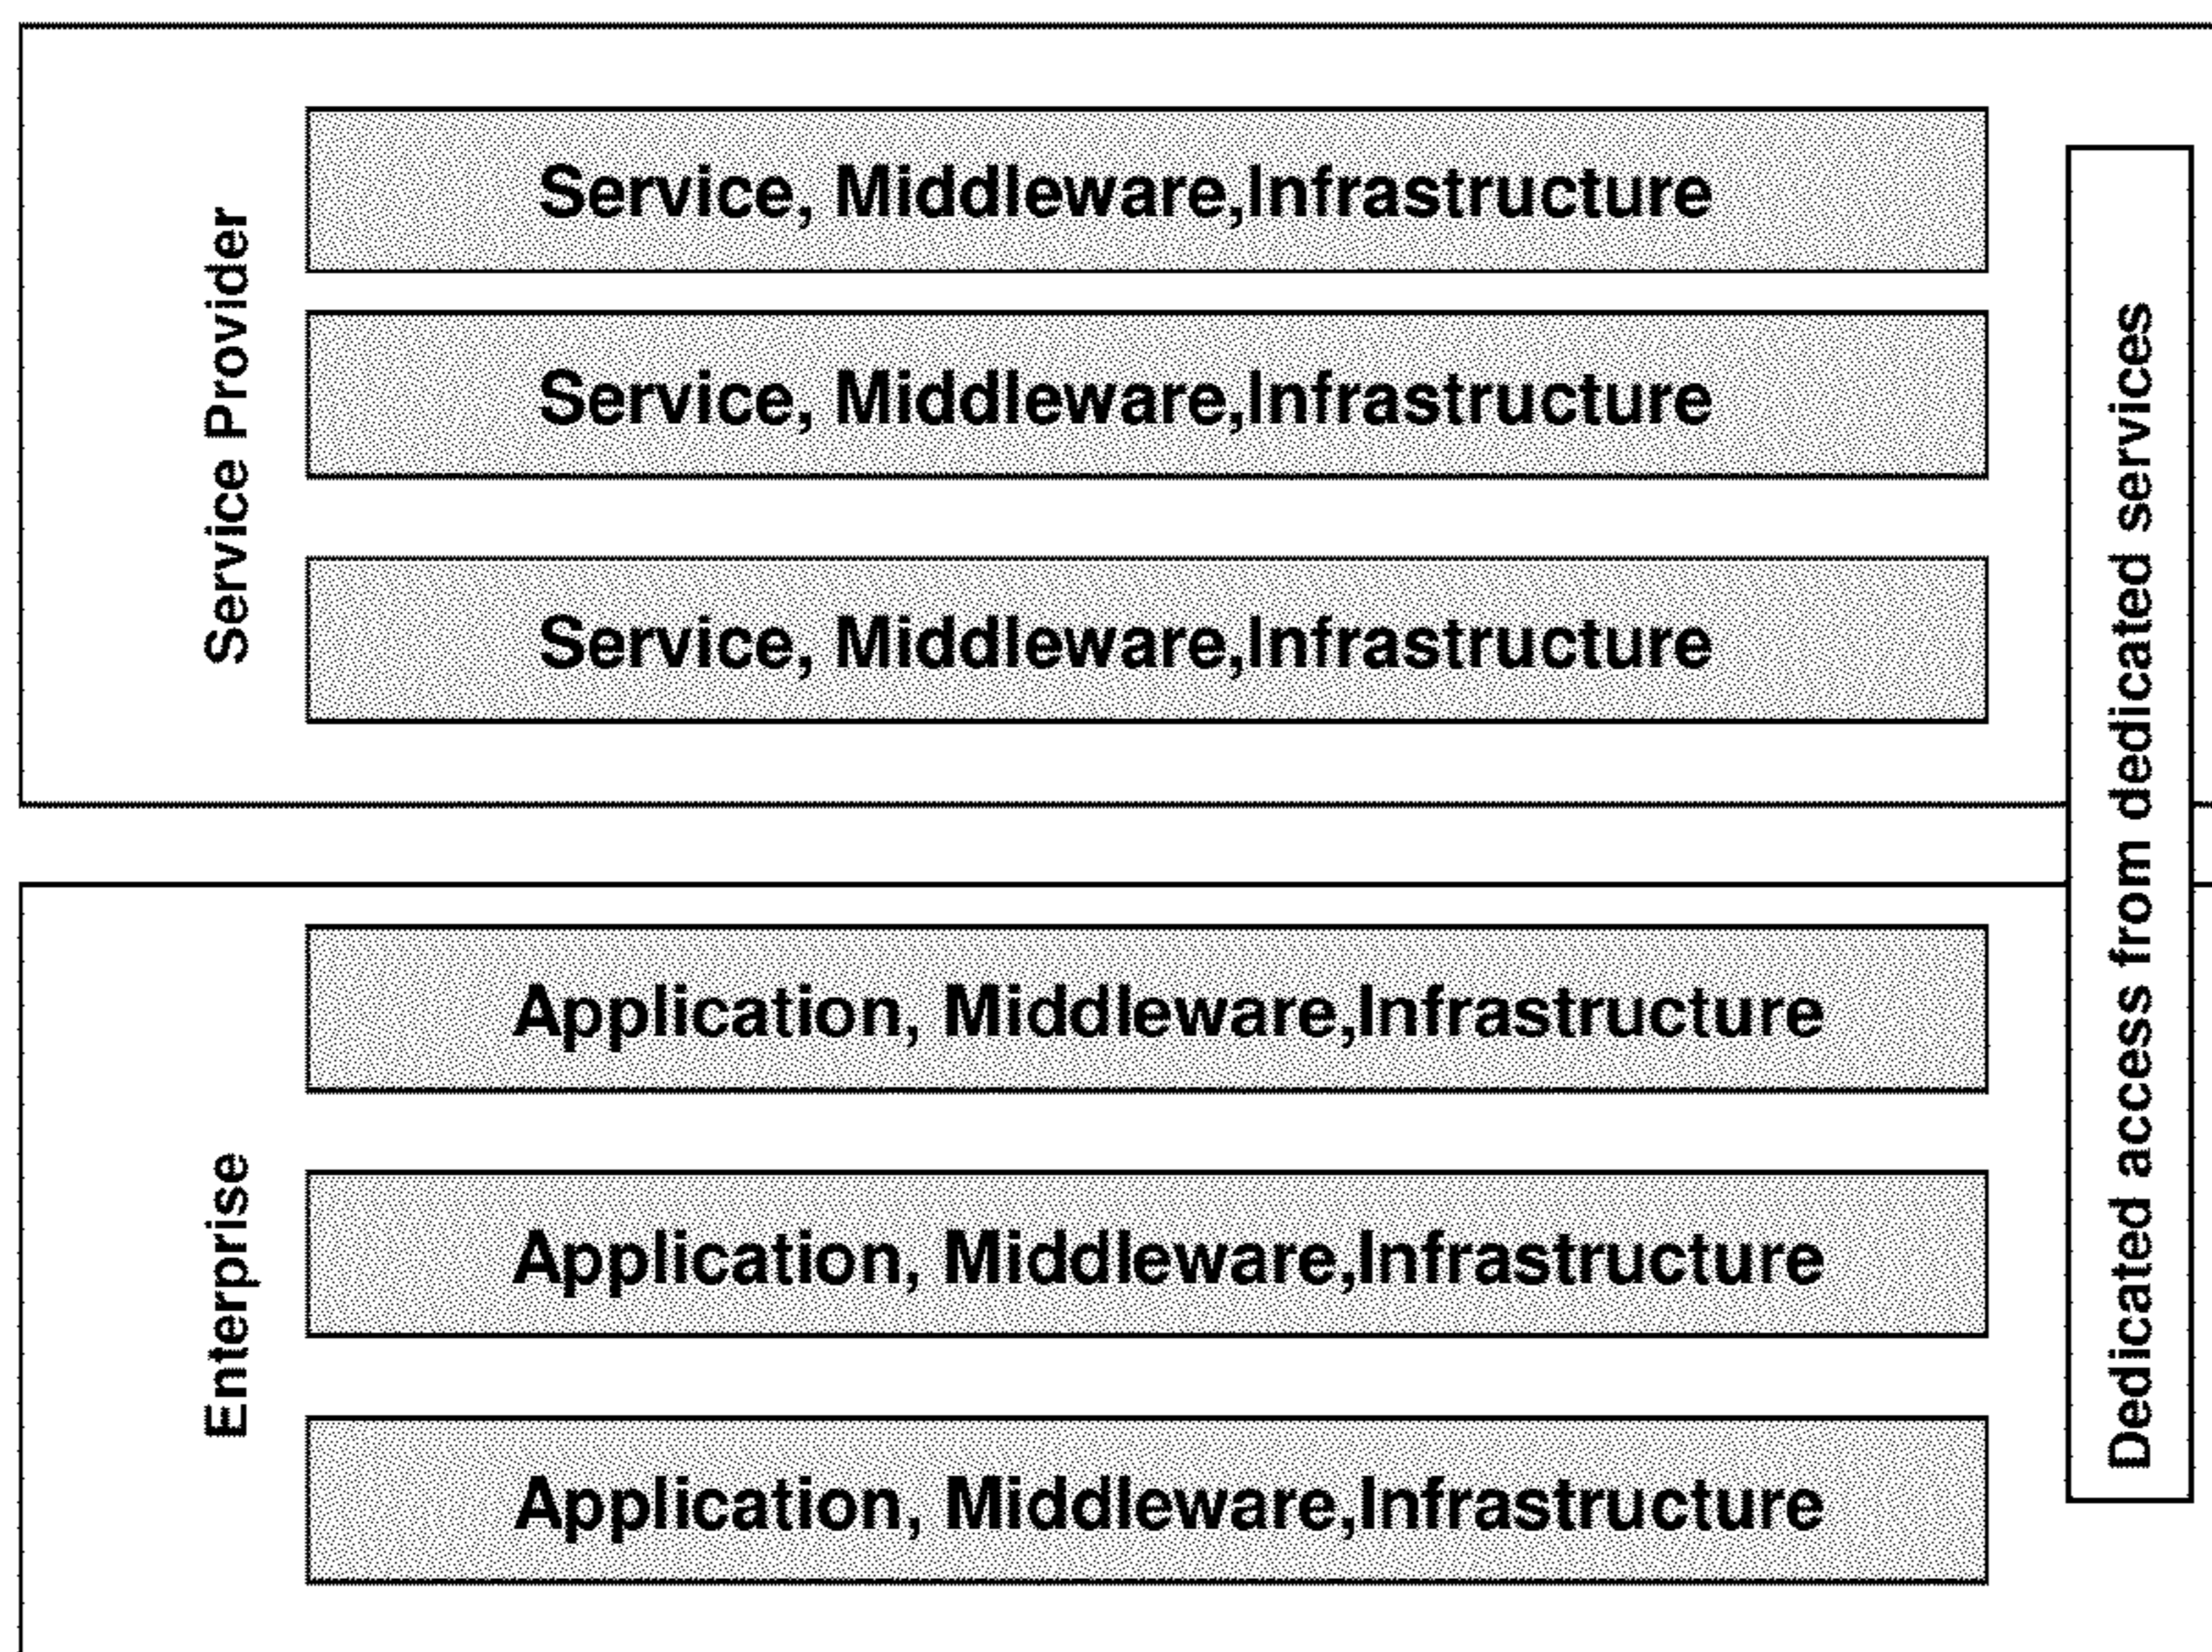 Service Provider
Service, Middleware,Infrastructure
Service, Middleware,Infrastructure
Service, Middleware,Infrastructure
Enterprise
Application, Middleware,Infrastructure
Application, Middleware,Infrastructure
Application, Middleware,Infrastructure
Dedicated access from dedicated services